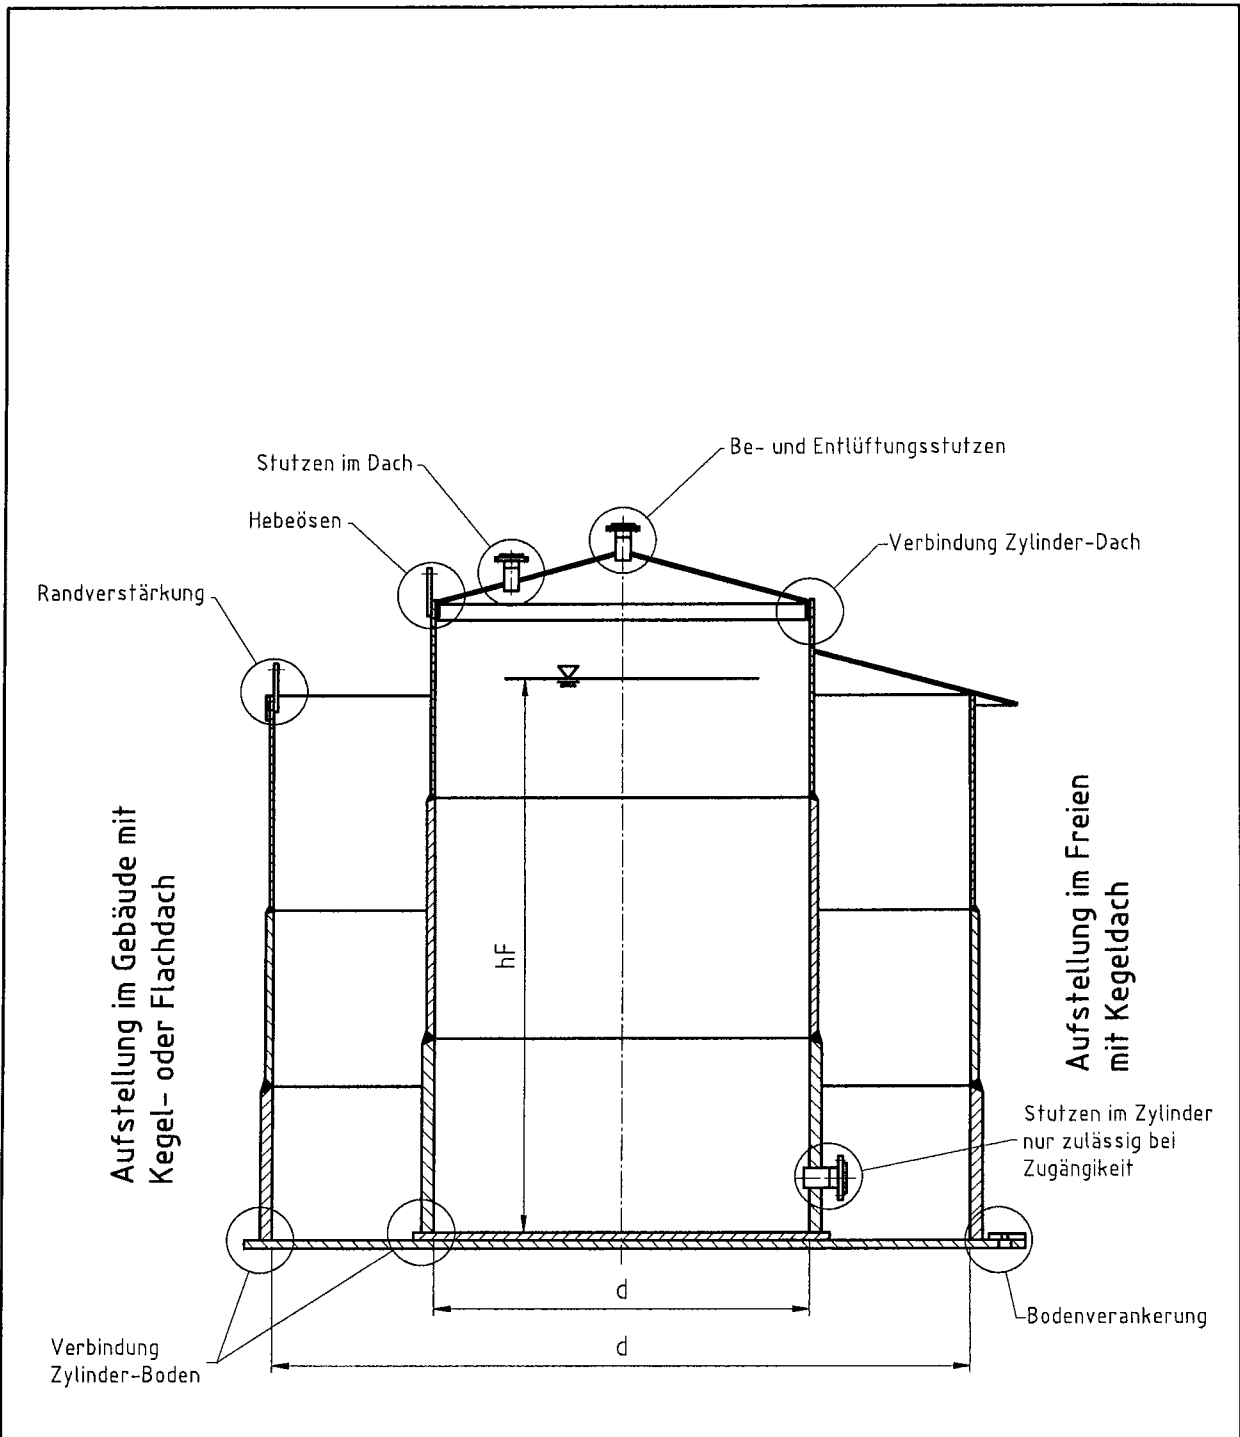 Be- und Entlüftungsstutzen
Stutzen im Dach
Hebeösen
Verbindung Zylinder-Dach
Randverstärkung
Aufstellung im Gebäude mit
Kegel- oder Flachdach
hF
Aufstellung im Freien
mit Kegeldach
Stutzen im Zylinder
nur zulässig bei
Zugängikeit
d
Bodenverankerung
d
Verbindung
Zylinder-Boden